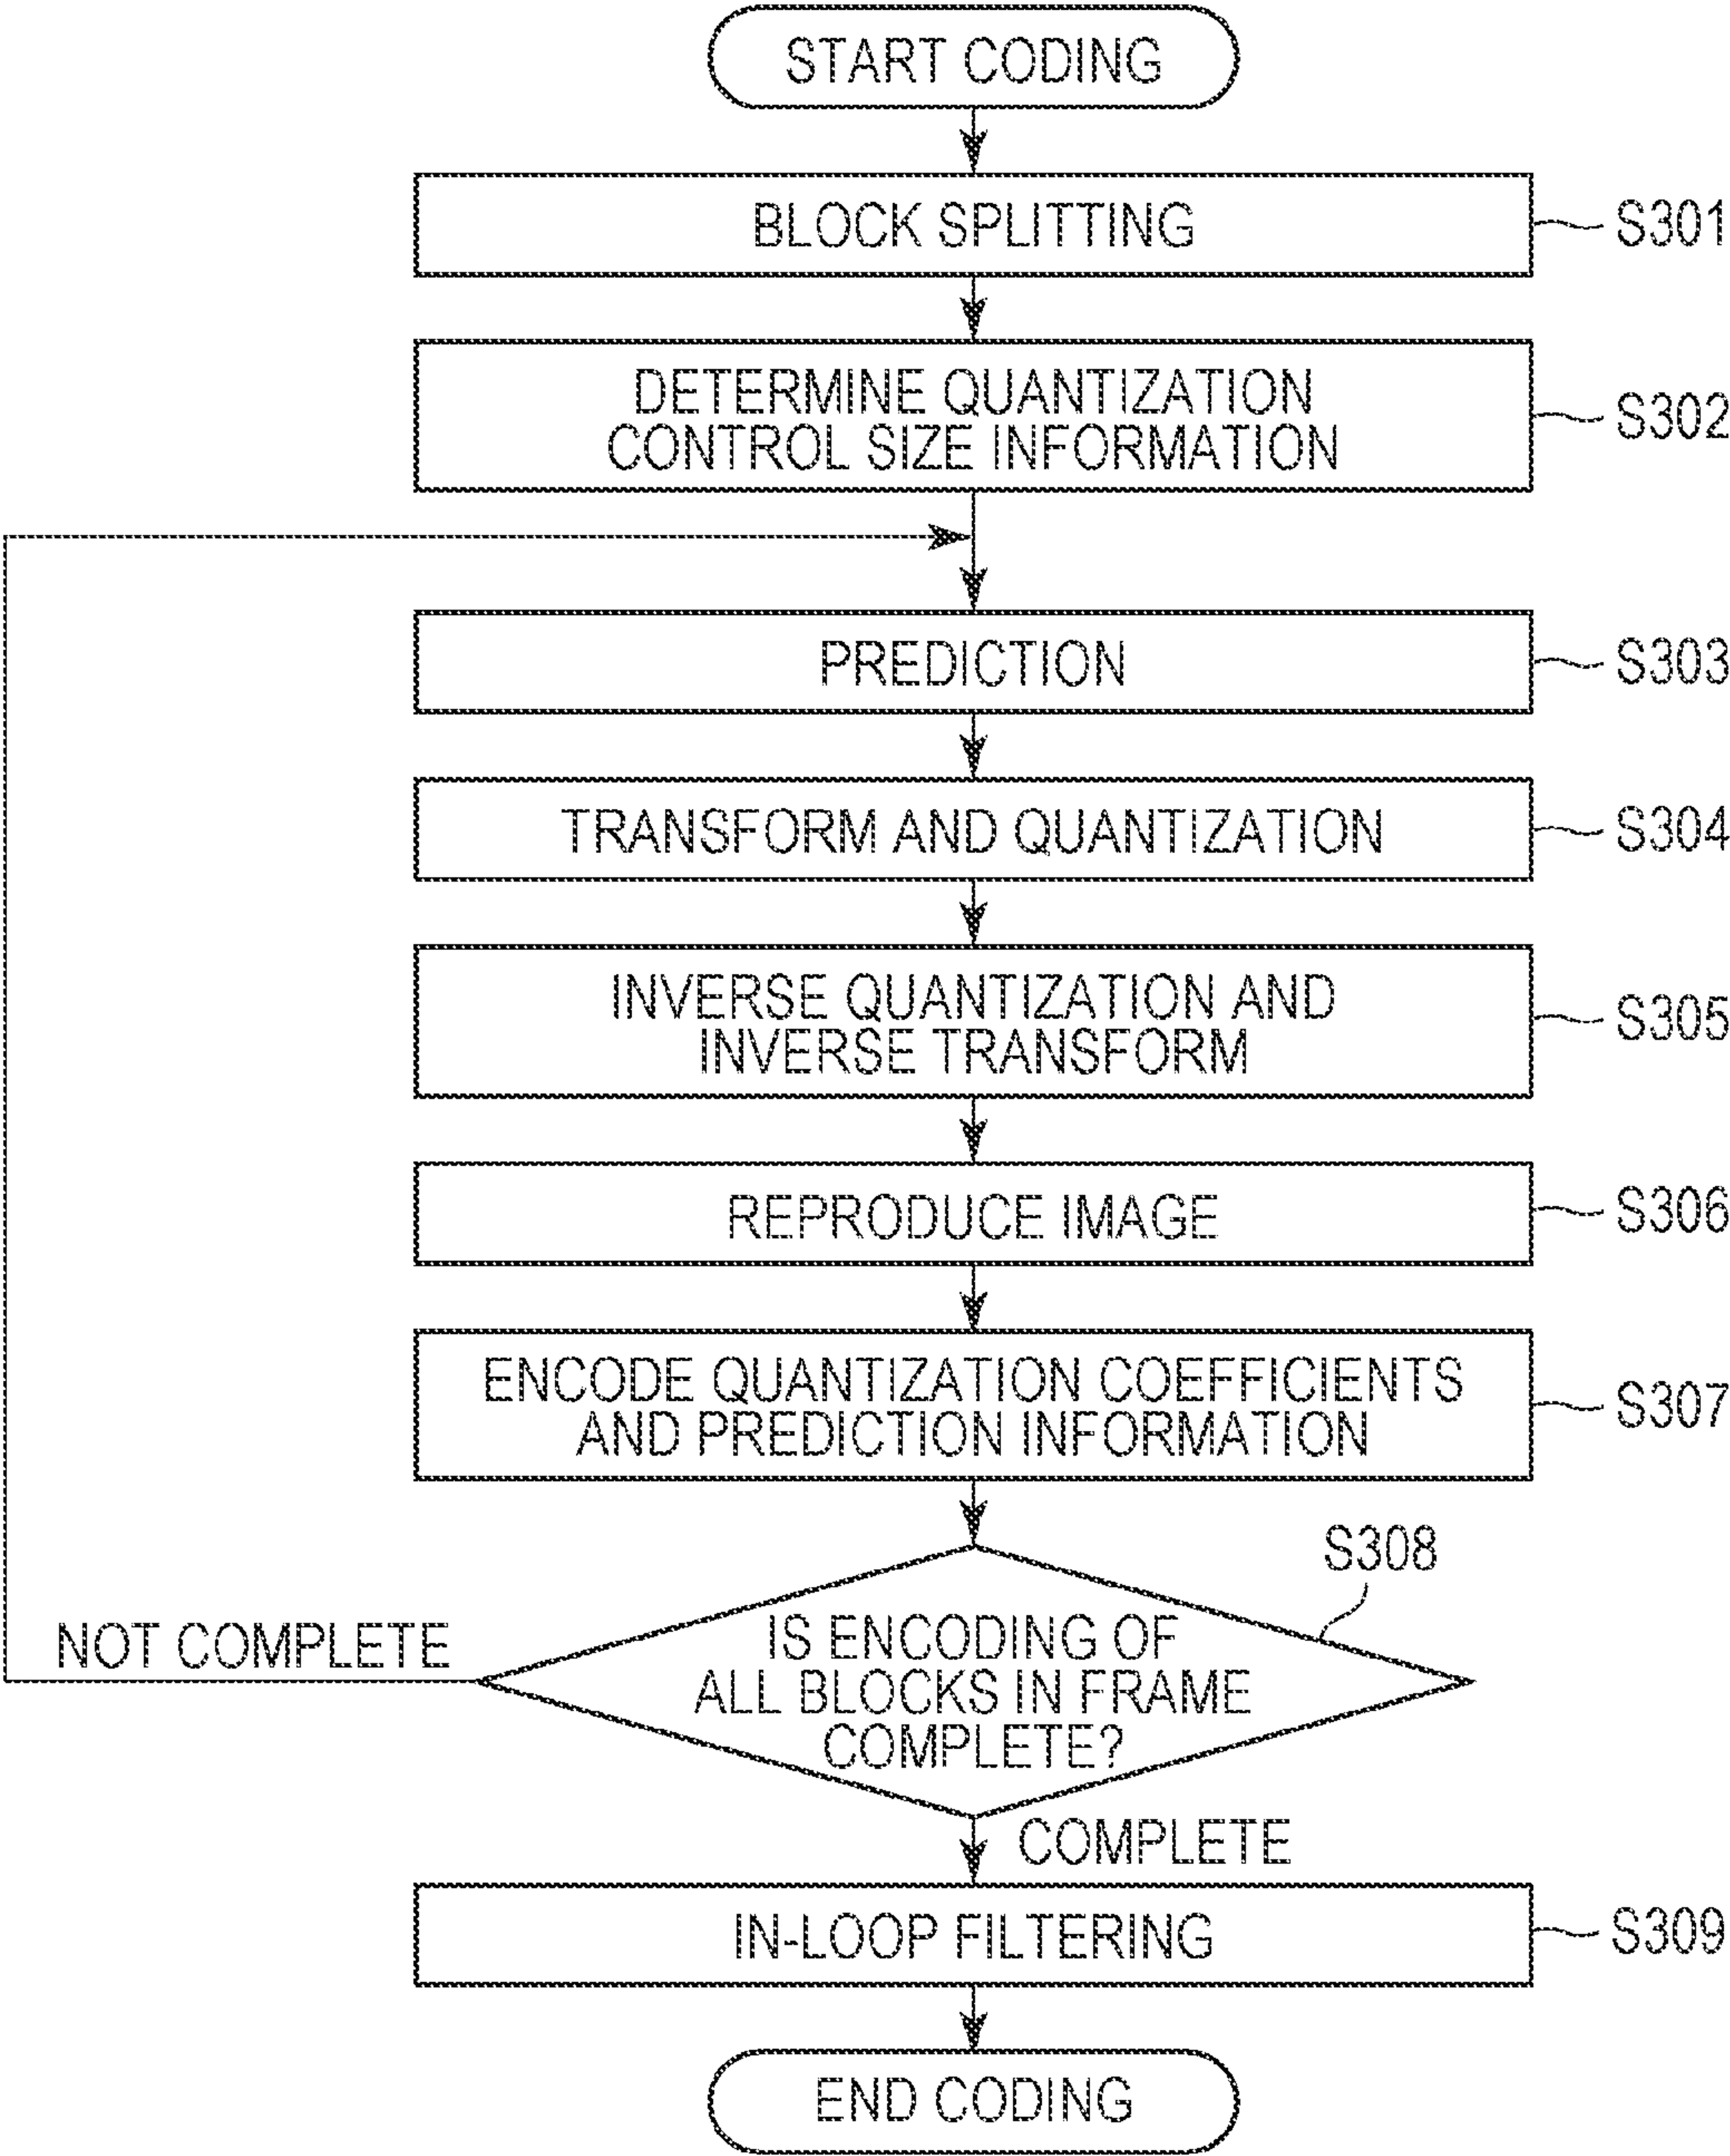 START CODING
BLOCK SPLITTING
S301
DETERMINE QUANTIZATION
CONTROL SIZE INFORMATION
S302
PREDICTION
S303
TRANSFORM AND QUANTIZATION
S304
INVERSE QUANTIZATION AND
INVERSE TRANSFORM
S305
REPRODUCE IMAGE
S306
ENCODE QUANTIZATION COEFFICIENTS
AND PREDICTION INFORMATION
S307
S308
NOT COMPLETE
IS ENCODING OF
ALL BLOCKS IN FRAME
COMPLETE?
COMPLETE
IN-LOOP FILTERING
S309
END CODING